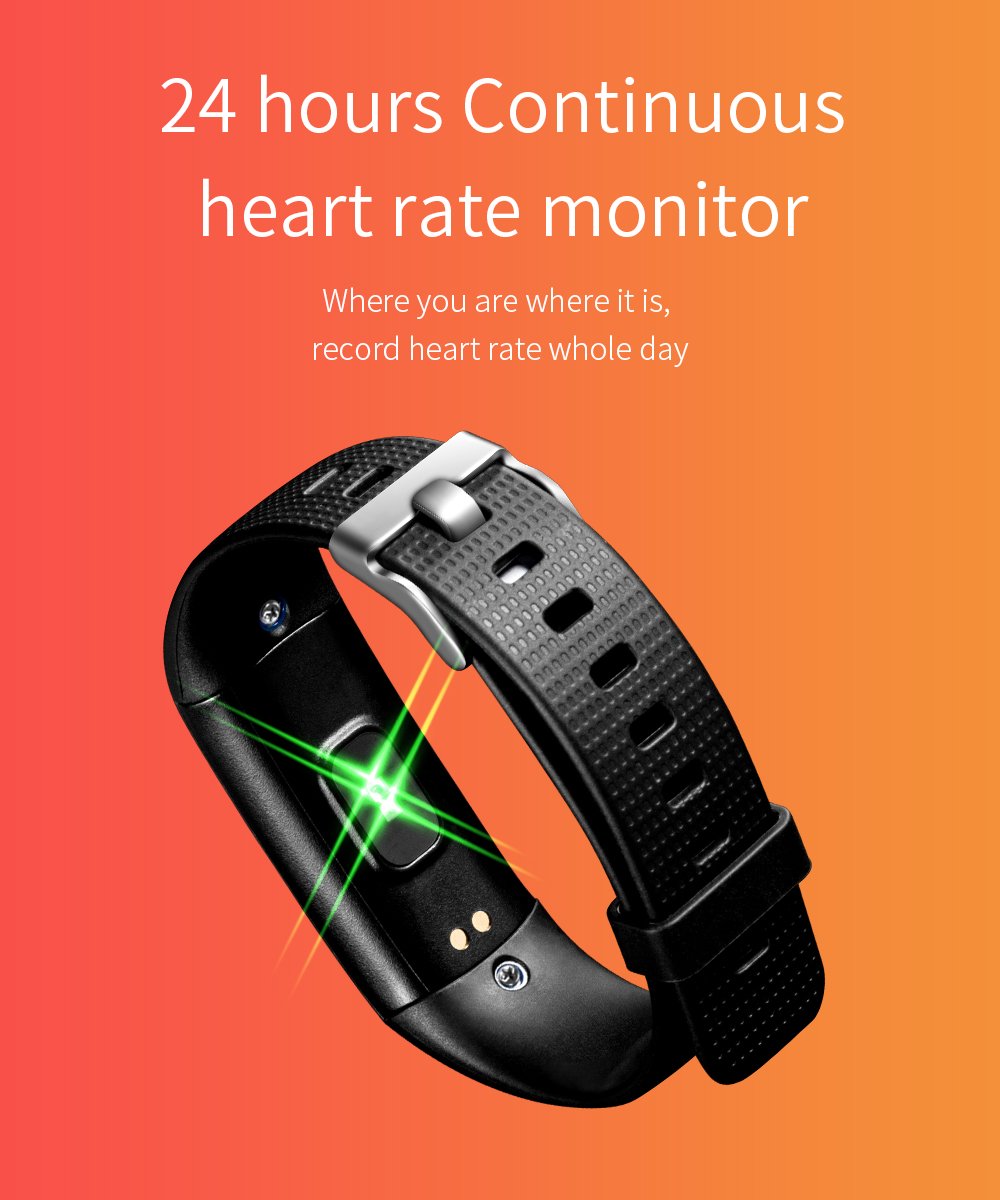 24 hours Continuous
heart rate monitor
Where you are where it is,
record heart rate whole day